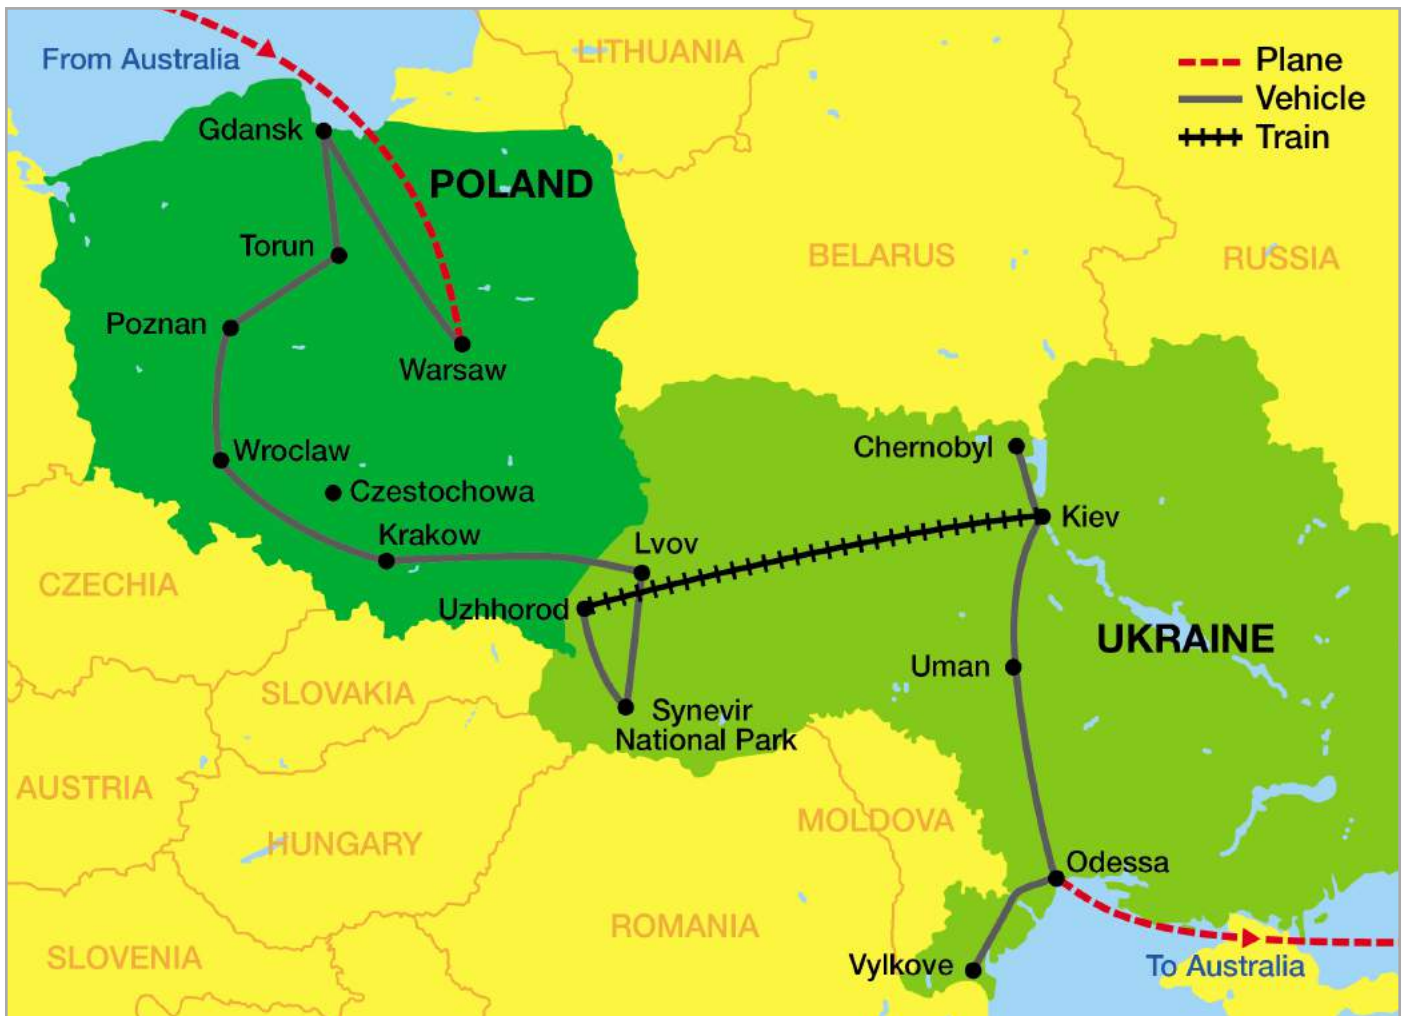 From Australia
LITHUANIA
Plane
Vehicle
Train
Gdansk
POLAND
Torun
BELARUS
RUSSIA
Poznan
Warsaw
Wroclaw
Chernobyl
Czestochowa
Krakow
Lvov
Kiev
CZECHIA
Uzhhorod
UKRAINE
Uman
SLOVAKIA
Synevir
National Park
AUSTRIA
MOLDOVA
HUNGARY
Odessa
ROMANIA
SLOVENIA
Vylkove
To Australia